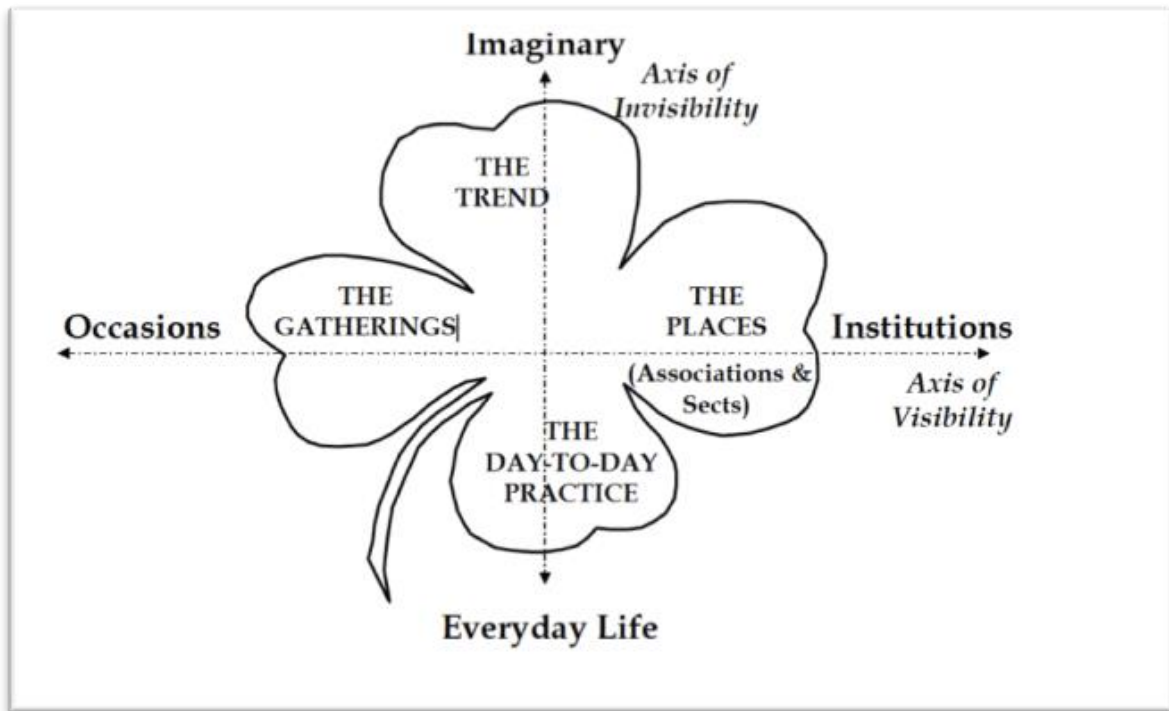 Imaginary
Axis of
Invisibility
THE
TREND
THE
GATHERINGS|
THE
PLACES
Occasions
Institutions
(Associations &
Sects)
Axis of
Visibility
THE
DAY-TO-DAY
PRACTICE
Everyday Life